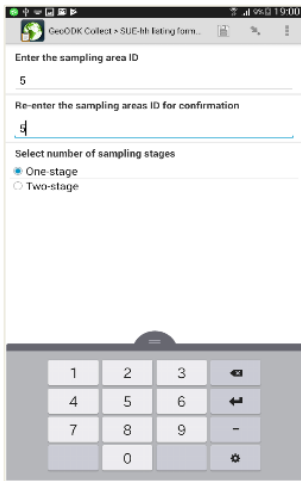 9% 19:00
GeoODK Collect > SUE-hh listing form...
Enter the sampling area ID
5
Re-enter the sampling areas ID for confirmation
5
Select number of sampling stages
One-stage
Two-stage
1 2 3
4 5 6
7 8 9 -
0